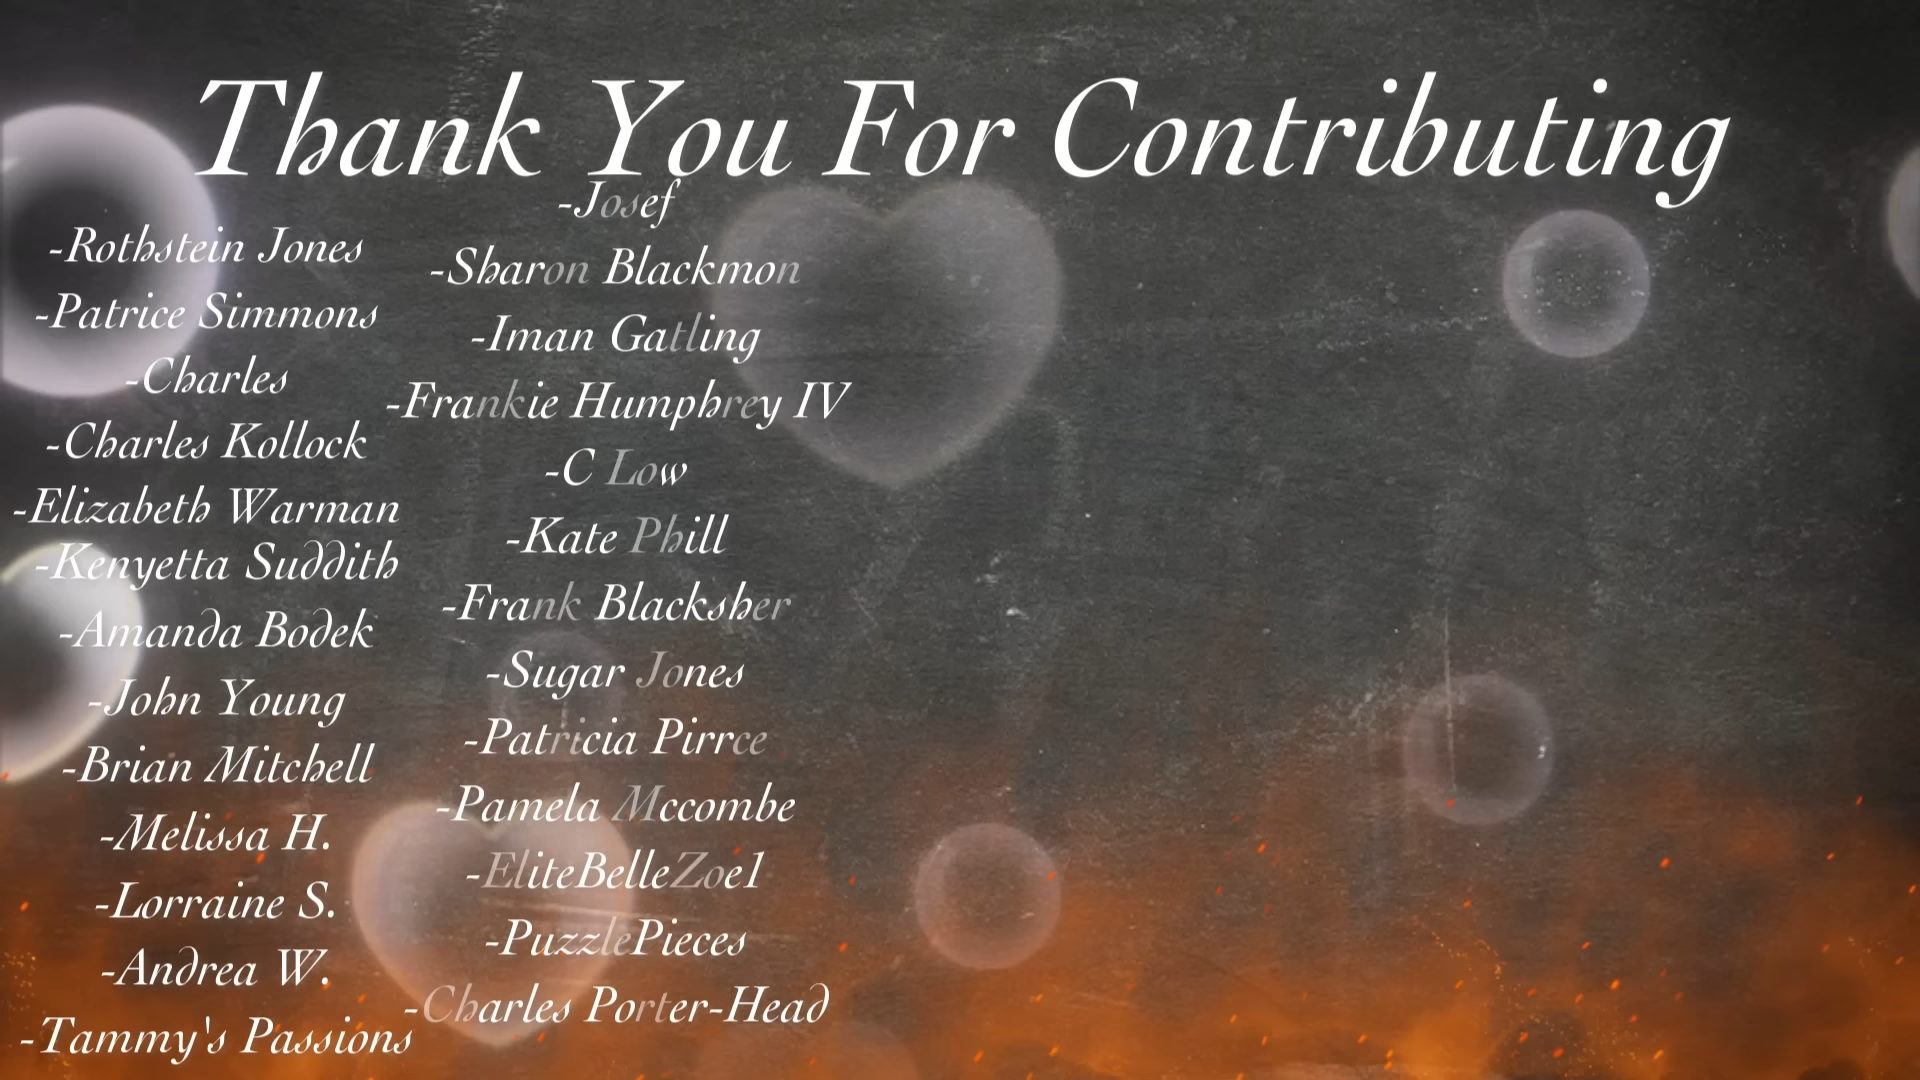 Thank You For Contributing
-Rothstein Jones
-Patrice Simmons
-Charles
-Charles Kollock
-Elizabeth Warman
-Kenyetta Suddith
-Amanda Bodek
-John Young
-Brian Mitchell
-Melissa H.
-Lorraine S.
-Andrea W.
-Tammy's Passions
-Josef
-Sharon Blackmon
-Iman Gatling
-Frankie Humphrey IV
-C Low
-Kate Phill
-Frank Blacksher
-Sugar Jones
-Patricia Pirrce
-Pamela Mccombe
-EliteBelleZoe1
-PuzzlePieces
-Charles Porter-Head